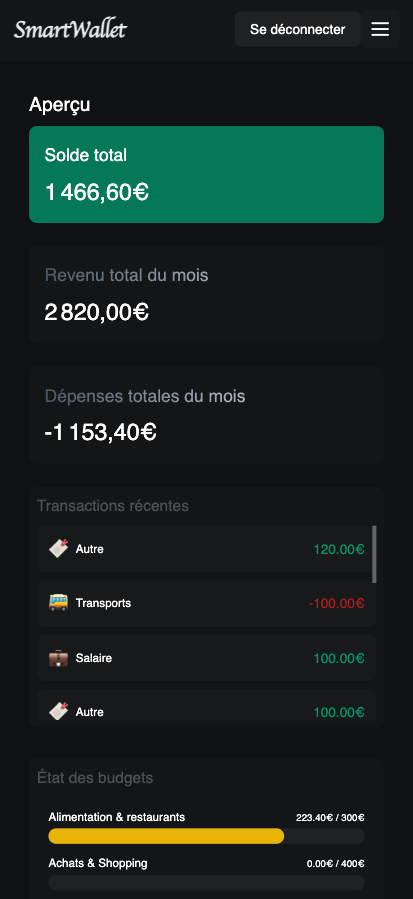 SmartWallet
Se déconnecter
Aperçu
Solde total
1 466,60€
Revenu total du mois
2 820,00€
Dépenses totales du mois
-1 153,40€
Transactions récentes
Autre 120.00€
Transports -100.00€
Salaire 100.00€
Autre 100.00€
État des budgets
Alimentation & restaurants 223.40€ / 300€
Achats & Shopping 0.00€ / 400€